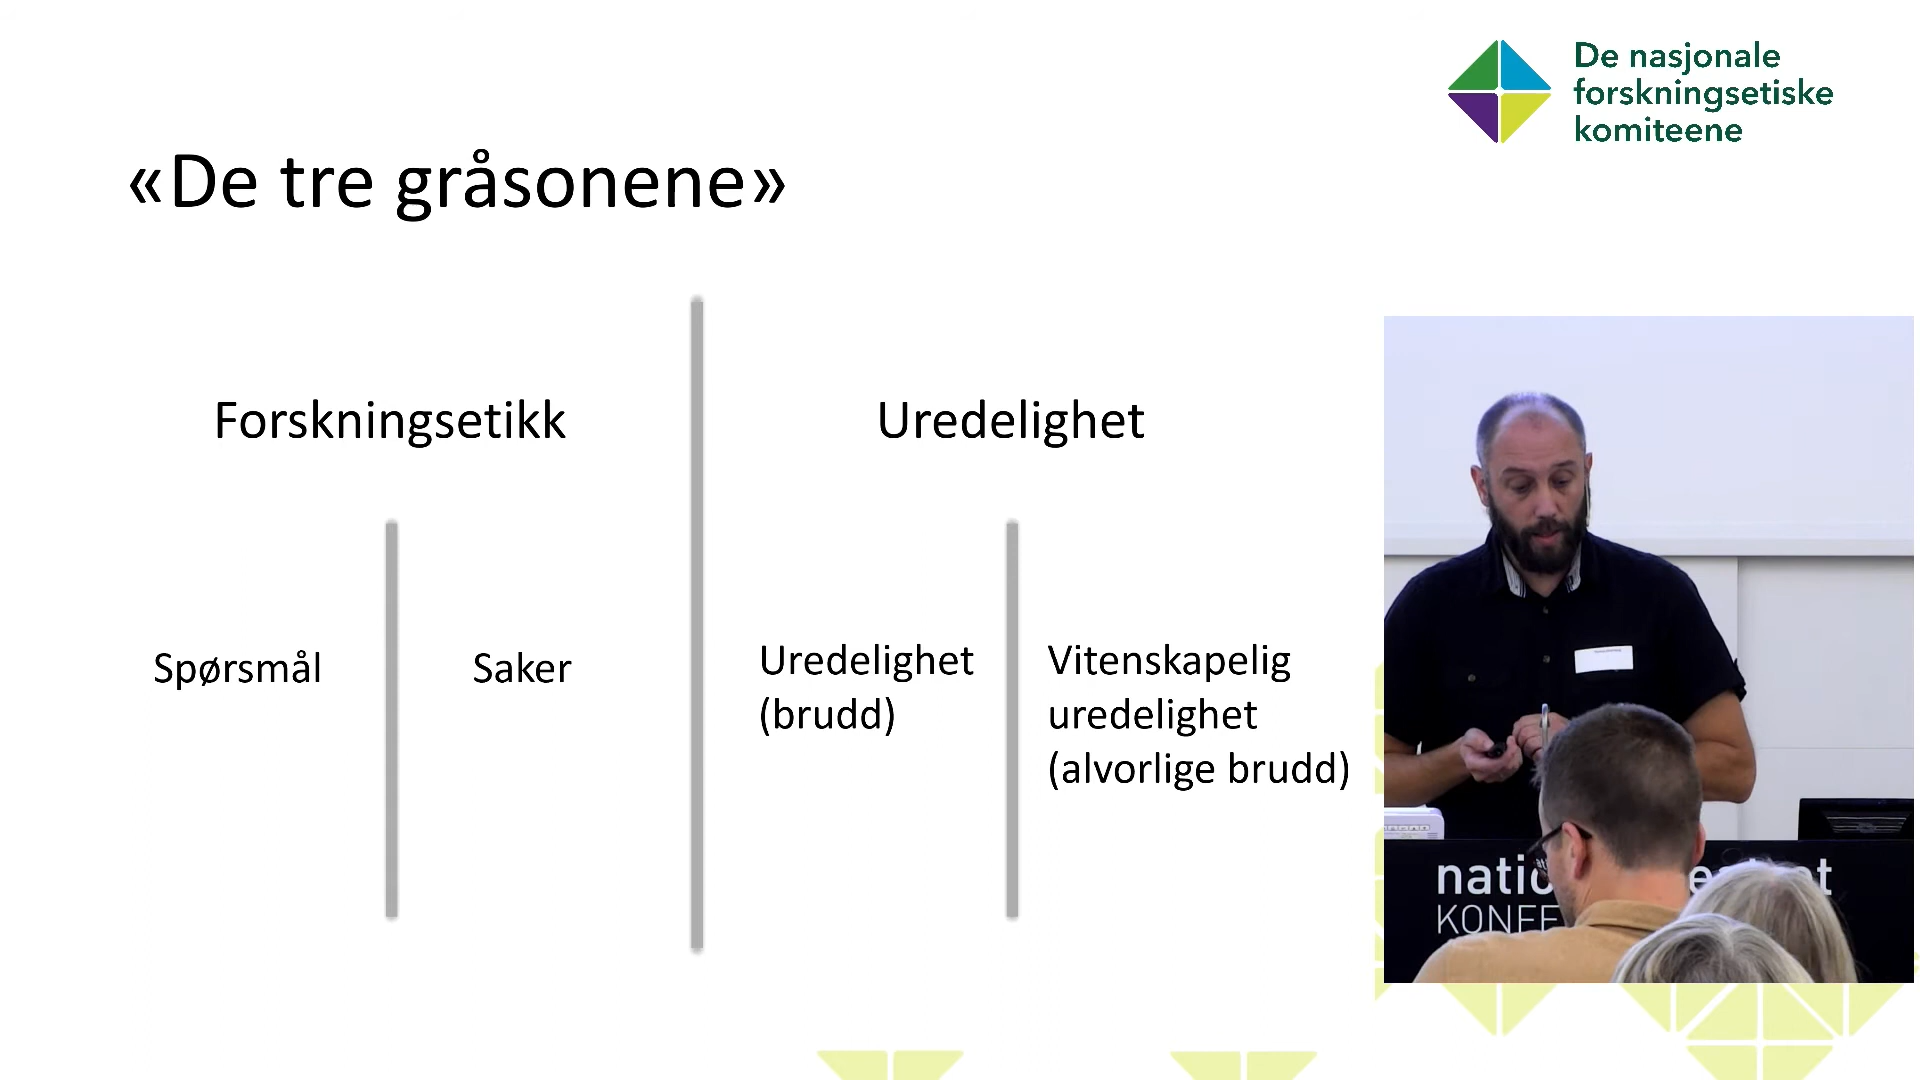 De nasjonale
forskningsetiske
komiteene
«De tre gråsonene»
Forskningsetikk
Uredelighet
Spørsmål
Saker
Uredelighet
(brudd)
Vitenskapelig
uredelighet
(alvorlige brudd)